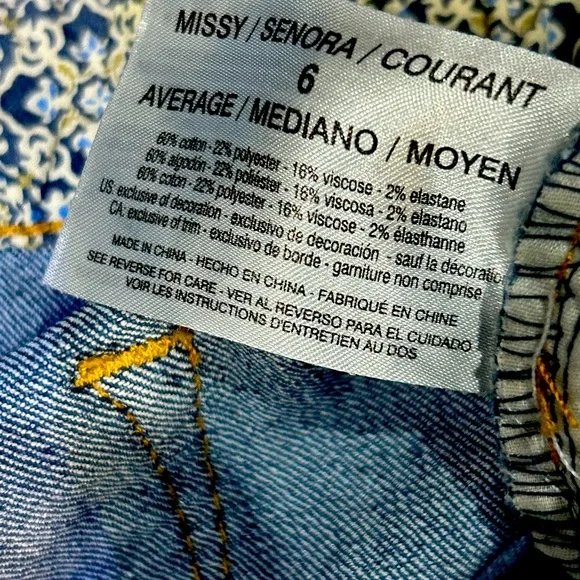 MISSY / SENORA / COURANT
6
AVERAGE / MEDIANO / MOYEN
60% cotton - 22% polyester - 16% viscose - 2% elastane
60% algodón - 22% poliéster - 16% viscosa - 2% elastano
60% cotton - 22% polyester - 16% viscose - 2% élasthanne
US. exclusive of decoration - exclusivo de decoración - sauf la décoratio
CA. exclusive of trim - exclusivo de borde - garniture non comprise
MADE IN CHINA - HECHO EN CHINA - FABRIQUÉ EN CHINE
SEE REVERSE FOR CARE - VER AL REVERSO PARA EL CUIDADO
VOIR LES INSTRUCTIONS D'ENTRETIEN AU DOS